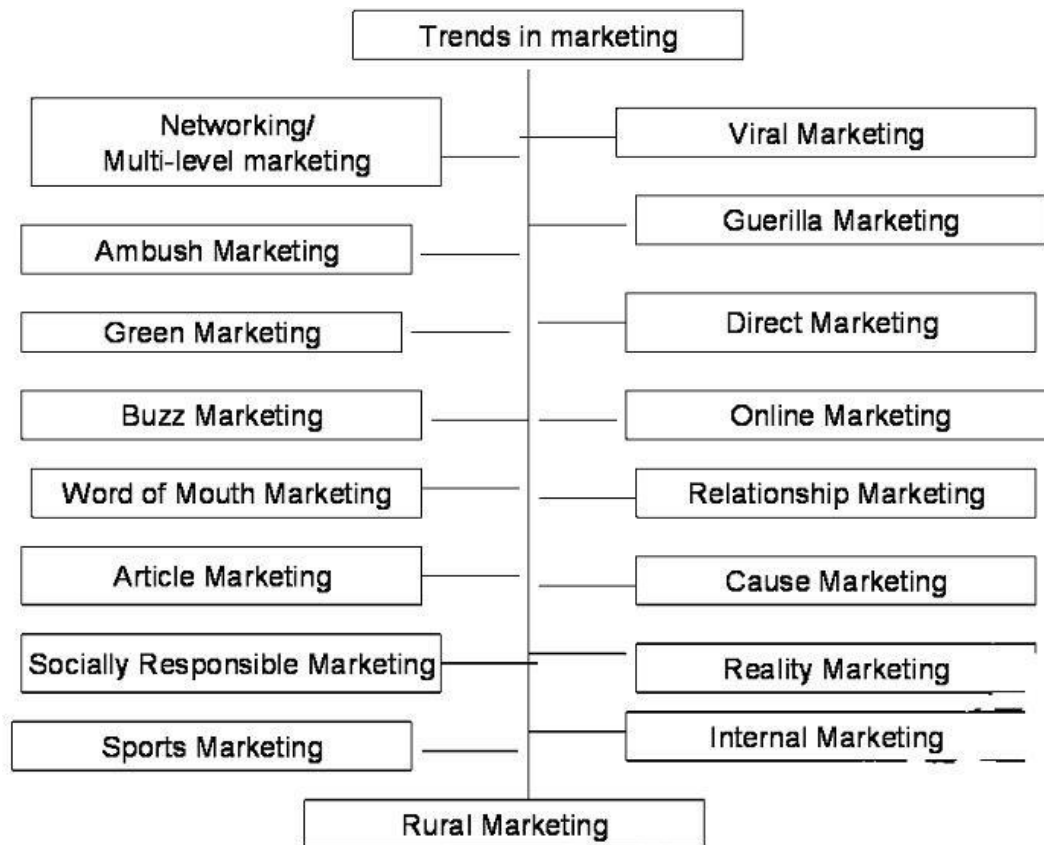 Trends in marketing
Networking/
Multi-level marketing
Viral Marketing
Ambush Marketing
Guerilla Marketing
Green Marketing
Direct Marketing
Buzz Marketing
Online Marketing
Word of Mouth Marketing
Relationship Marketing
Article Marketing
Cause Marketing
Socially Responsible Marketing
Reality Marketing
Sports Marketing
Internal Marketing
Rural Marketing